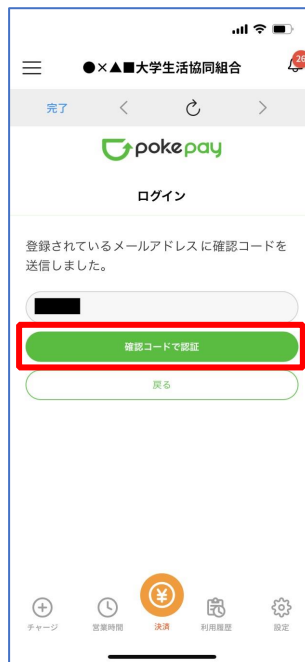 ●×▲■大学生活協同組合
26
完了
pokepay
ログイン
登録されているメールアドレスに確認コードを
送信しました。
確認コードで認証
戻る
チャージ
営業時間
決済
利用履歴
設定